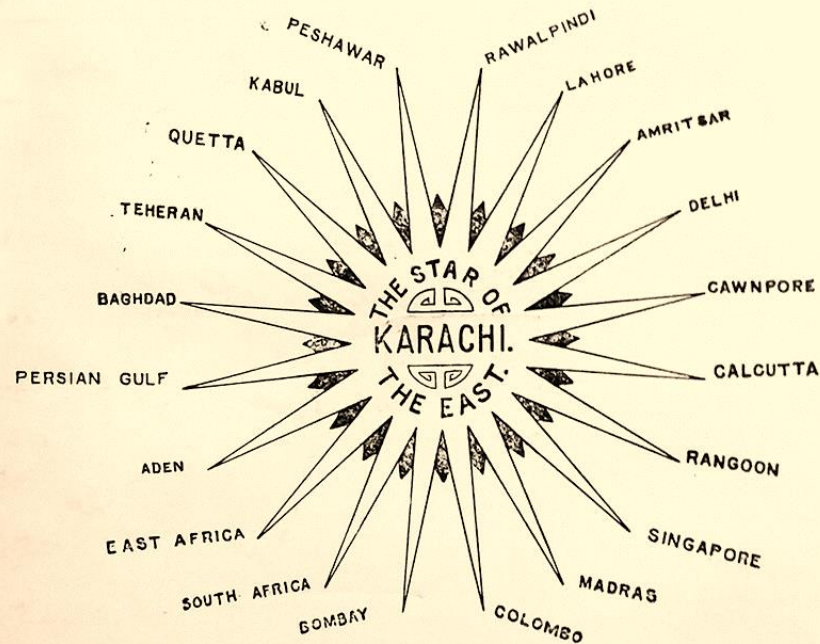 PESHAWAR
RAWALPINDI
KABUL
LAHORE
QUETTA
AMRITSAR
TEHERAN
DELHI
BAGHDAD
CAWNPORE
THE STAR OF
KARACHI.
THE EAST.
PERSIAN GULF
CALCUTTA
ADEN
RANGOON
EAST AFRICA
SINGAPORE
SOUTH AFRICA
MADRAS
BOMBAY
COLOMBO